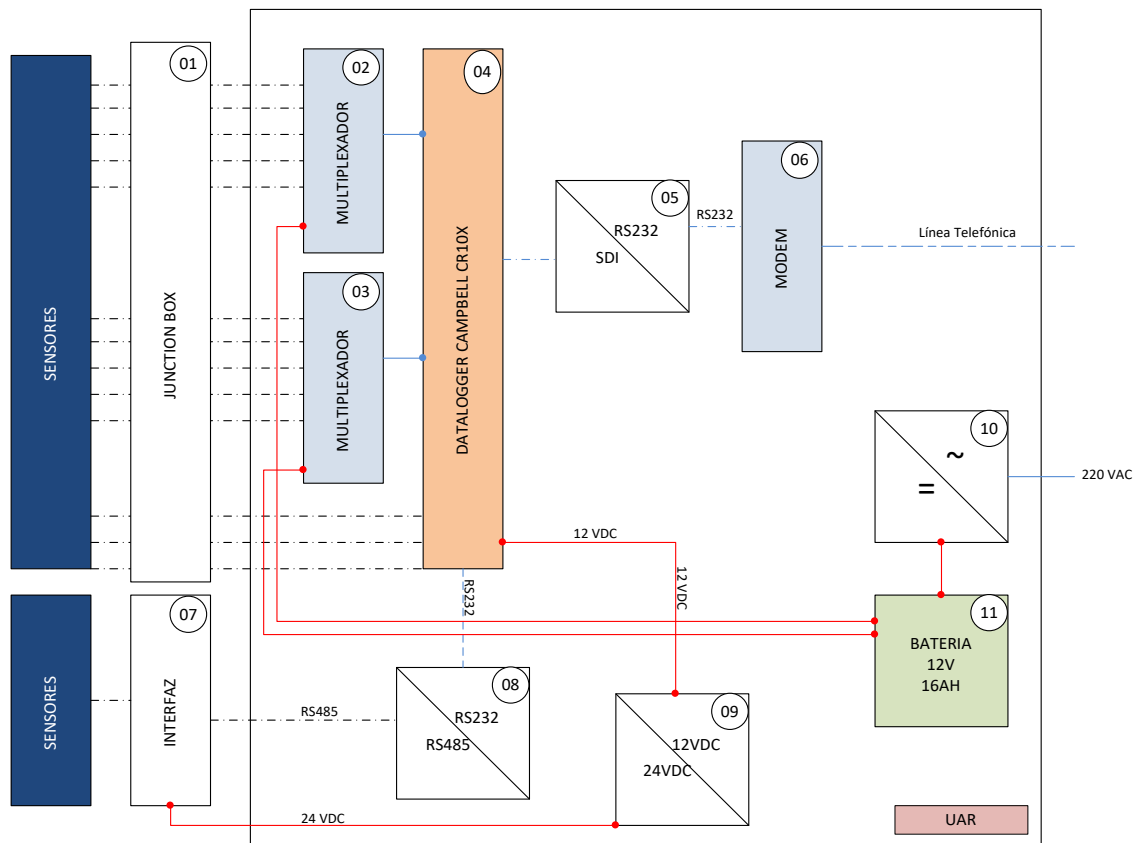 01
02
04
06
05
RS232
RS232
SDI
MULTIPLEXADOR
MODEM
Línea Telefónica
SENSORES
JUNCTION BOX
DATALOGGER CAMPBELL CR10X
03
MULTIPLEXADOR
10
~
=
220 VAC
12 VDC
12 VDC
RS232
07
11
BATERIA
12V
16AH
SENSORES
INTERFAZ
RS485
08
RS232
RS485
09
12VDC
24VDC
24 VDC
UAR